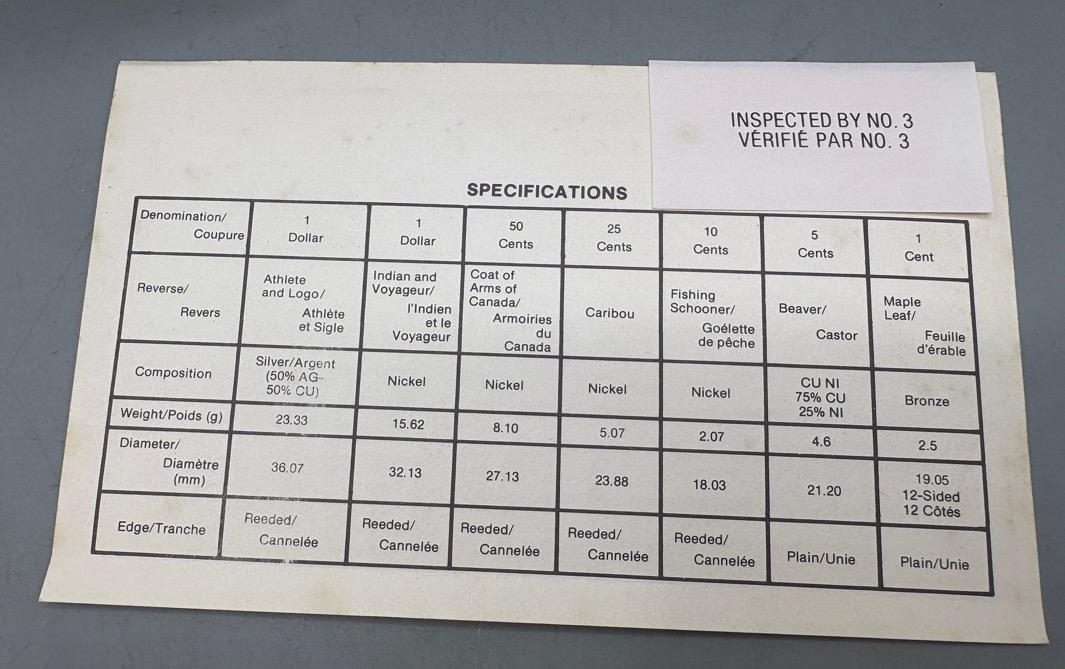 INSPECTED BY NO. 3
VÉRIFIÉ PAR NO. 3
SPECIFICATIONS
Denomination/
Coupure
1
Dollar
1
Dollar
50
Cents
25
Cents
10
Cents
5
Cents
1
Cent
Reverse/
Revers
Athlete
and Logo/
Athlète
et Sigle
Indian and
Voyageur/
l'Indien
et le
Voyageur
Coat of
Arms of
Canada/
Armoiries
du
Canada
Caribou
Fishing
Schooner/
Goélette
de pêche
Beaver/
Castor
Maple
Leaf/
Feuille
d'érable
Composition
Silver/Argent
(50% AG-
50% CU)
Nickel
Nickel
Nickel
Nickel
CU NI
75% CU
25% NI
Bronze
Weight/Poids (g)
23.33
15.62
8.10
5.07
2.07
4.6
2.5
Diameter/
Diamètre
(mm)
36.07
32.13
27.13
23.88
18.03
21.20
19.05
12-Sided
12 Côtés
Edge/Tranche
Reeded/
Cannelée
Reeded/
Cannelée
Reeded/
Cannelée
Reeded/
Cannelée
Reeded/
Cannelée
Plain/Unie
Plain/Unie